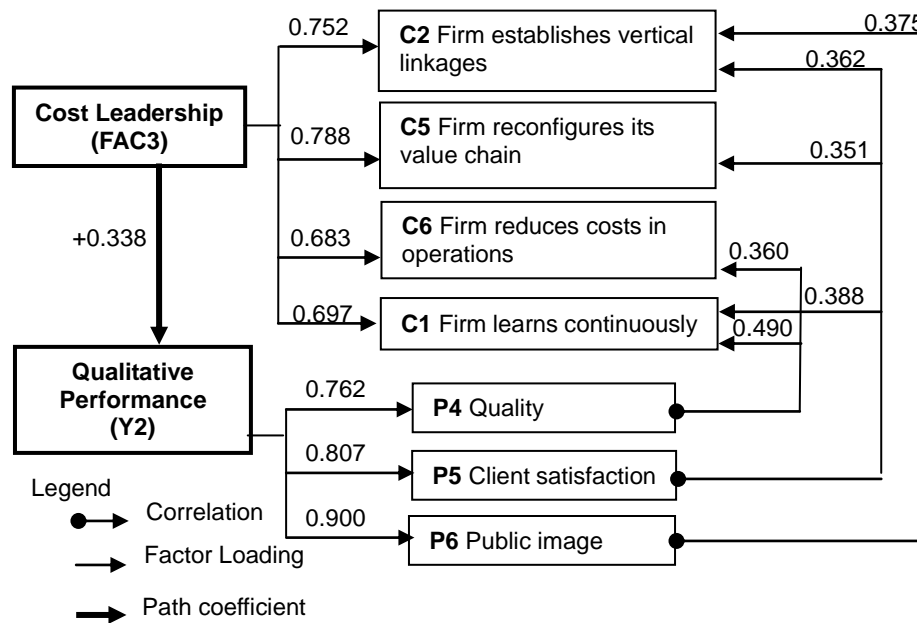 0.752
C2 Firm establishes vertical
linkages
0.375
0.362
Cost Leadership
(FAC3)
0.788
C5 Firm reconfigures its
value chain
0.351
+0.338
0.683
C6 Firm reduces costs in
operations
0.360
0.697
C1 Firm learns continuously
0.388
0.490
Qualitative
Performance
(Y2)
0.762
P4 Quality
0.807
P5 Client satisfaction
0.900
P6 Public image
Legend
Correlation
Factor Loading
Path coefficient